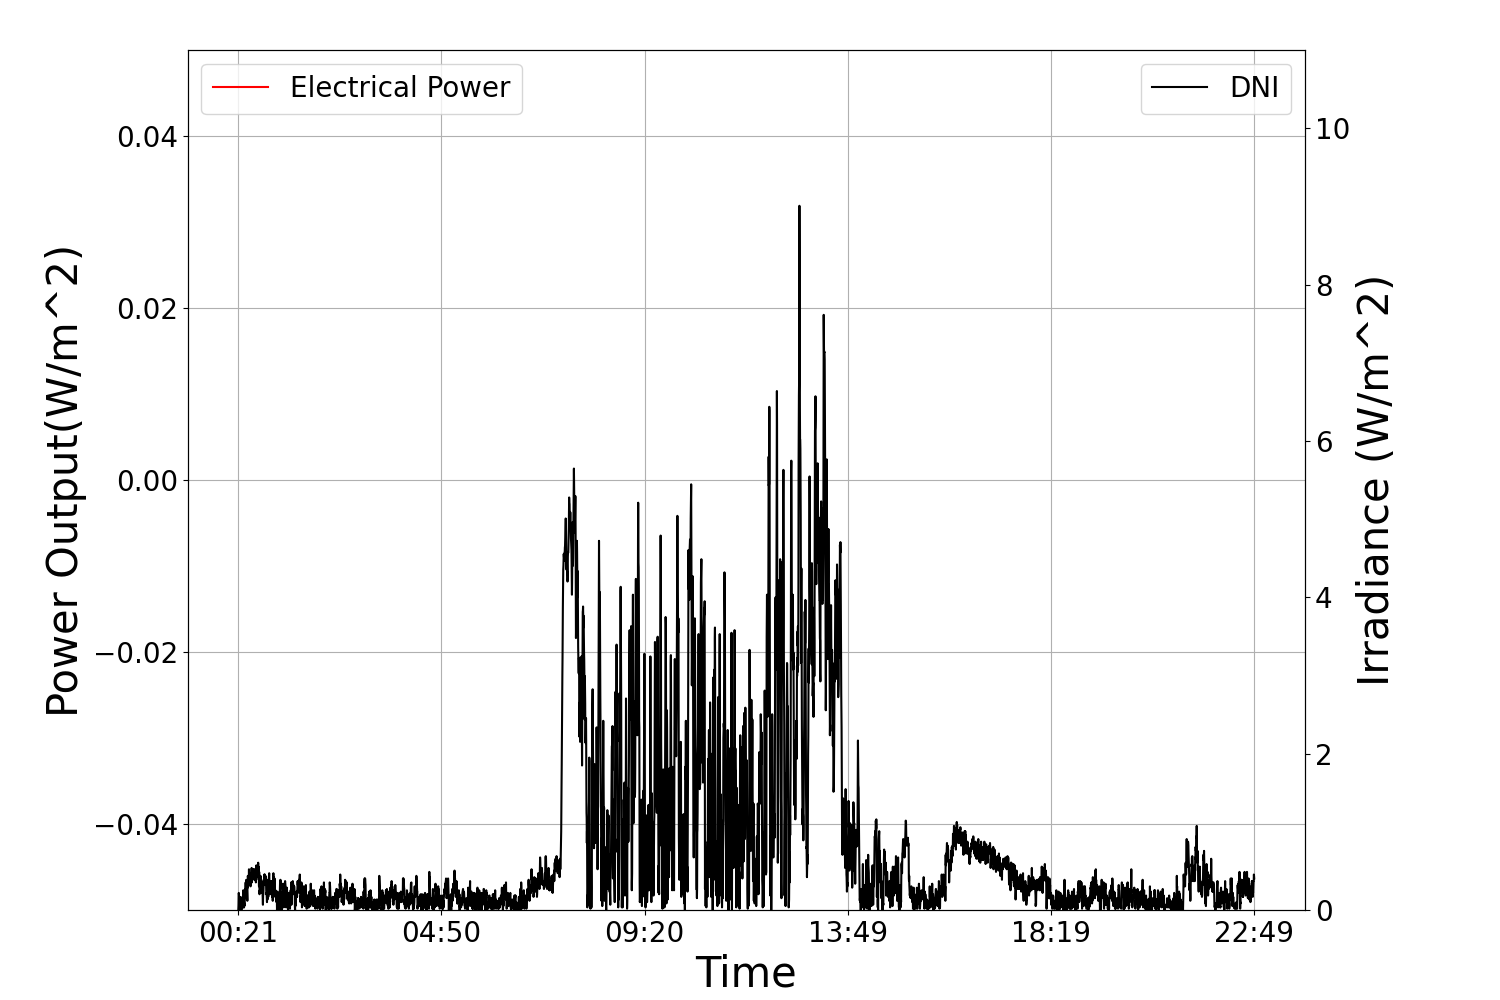 Electrical Power
DNI
0.04
0.02
0.00
−0.02
−0.04
Power Output(W/m^2)
10
8
6
4
2
0
Irradiance (W/m^2)
00:21 04:50 09:20 13:49 18:19 22:49
Time